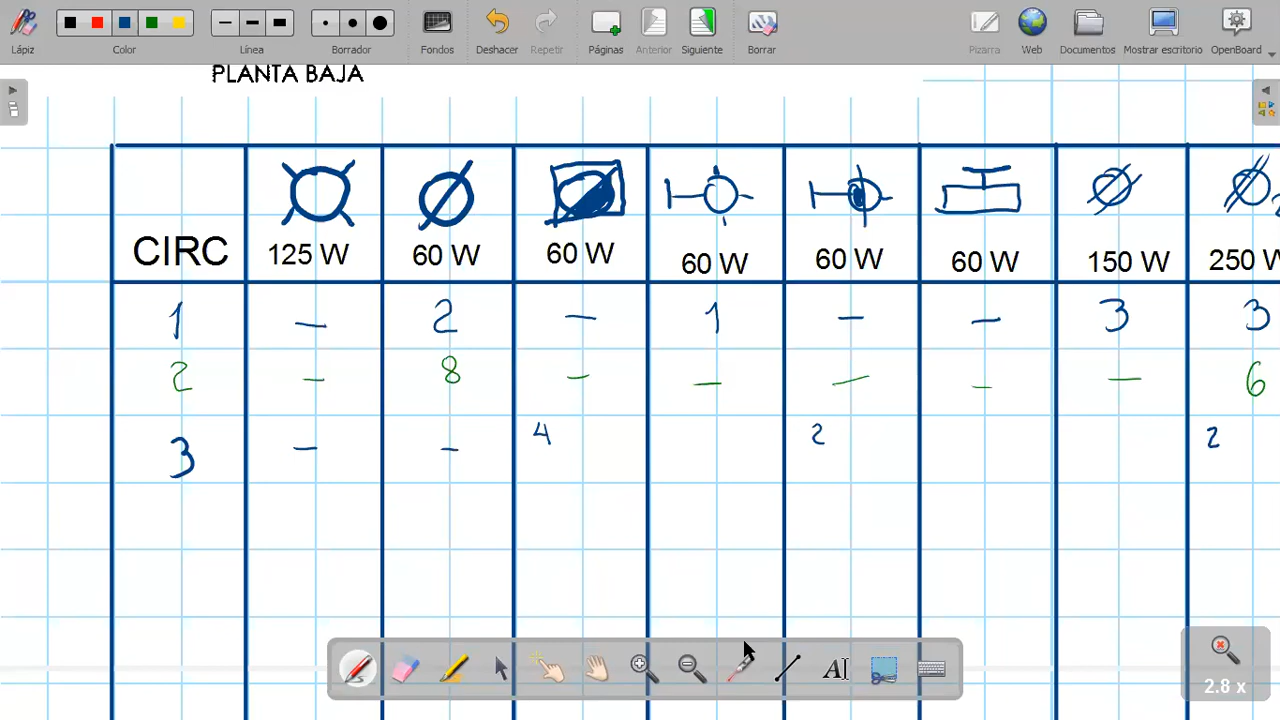 Lápiz Color Línea Borrador Fondos Deshacer Repetir Páginas Anterior Siguiente Borrar Pizarra Web Documentos Mostrar escritorio OpenBoard
PLANTA BAJA
CIRC 125 W 60 W 60 W 60 W 60 W 60 W 150 W 250 W
1 - 2 - 1 - - 3 3
2 - 8 - - - - - 6
3 - - 4 2 2
AI
2.8 x